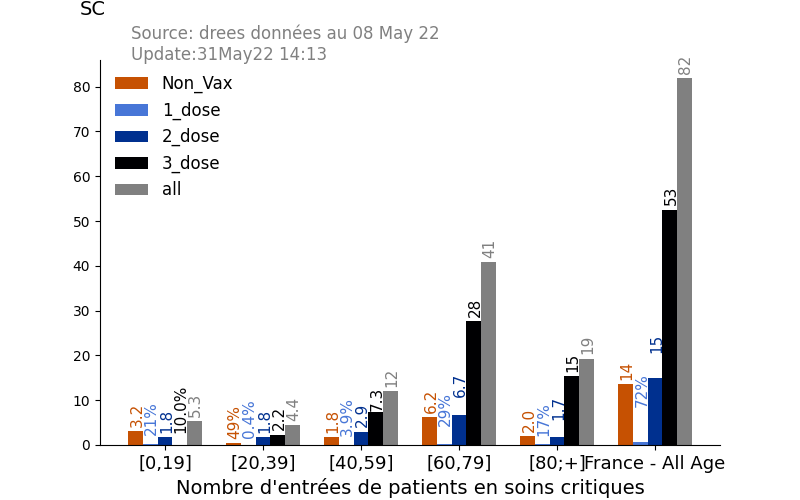 SC
Source: drees données au 08 May 22
Update:31May22 14:13
Non_Vax
1_dose
2_dose
3_dose
all
80
70
60
50
40
30
20
10
0
3.2 21% 1.8 10.0% 5.3
49% 0.4% 1.8 2.2 4.4
1.8 3.9% 2.9 7.3 12
6.2 29% 6.7 28 41
2.0 17% 1.7 15 19
14 72% 15 53 82
[0,19] [20,39] [40,59] [60,79] [80;+] France - All Age
Nombre d'entrées de patients en soins critiques